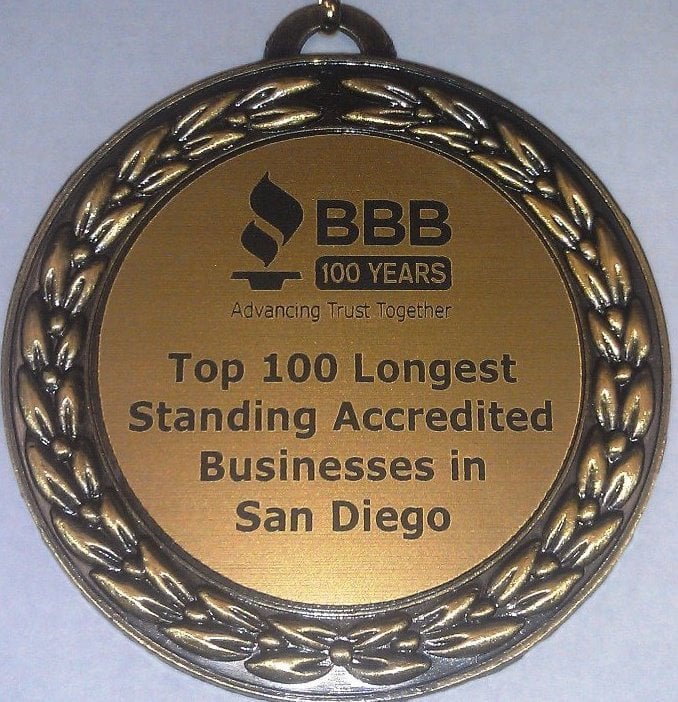 BBB
100 YEARS
Advancing Trust Together
Top 100 Longest
Standing Accredited
Businesses in
San Diego